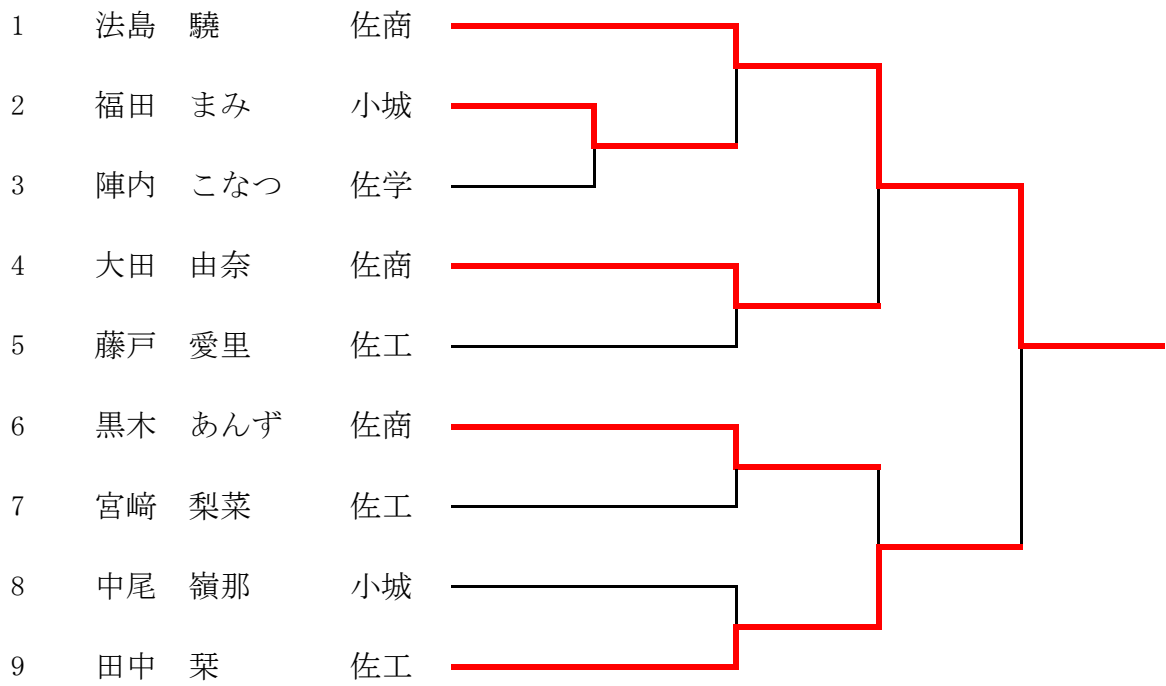 1 法島 驍 佐商
2 福田 まみ 小城
3 陣内 こなつ 佐学
4 大田 由奈 佐商
5 藤戸 愛里 佐工
6 黒木 あんず 佐商
7 宮﨑 梨菜 佐工
8 中尾 嶺那 小城
9 田中 栞 佐工